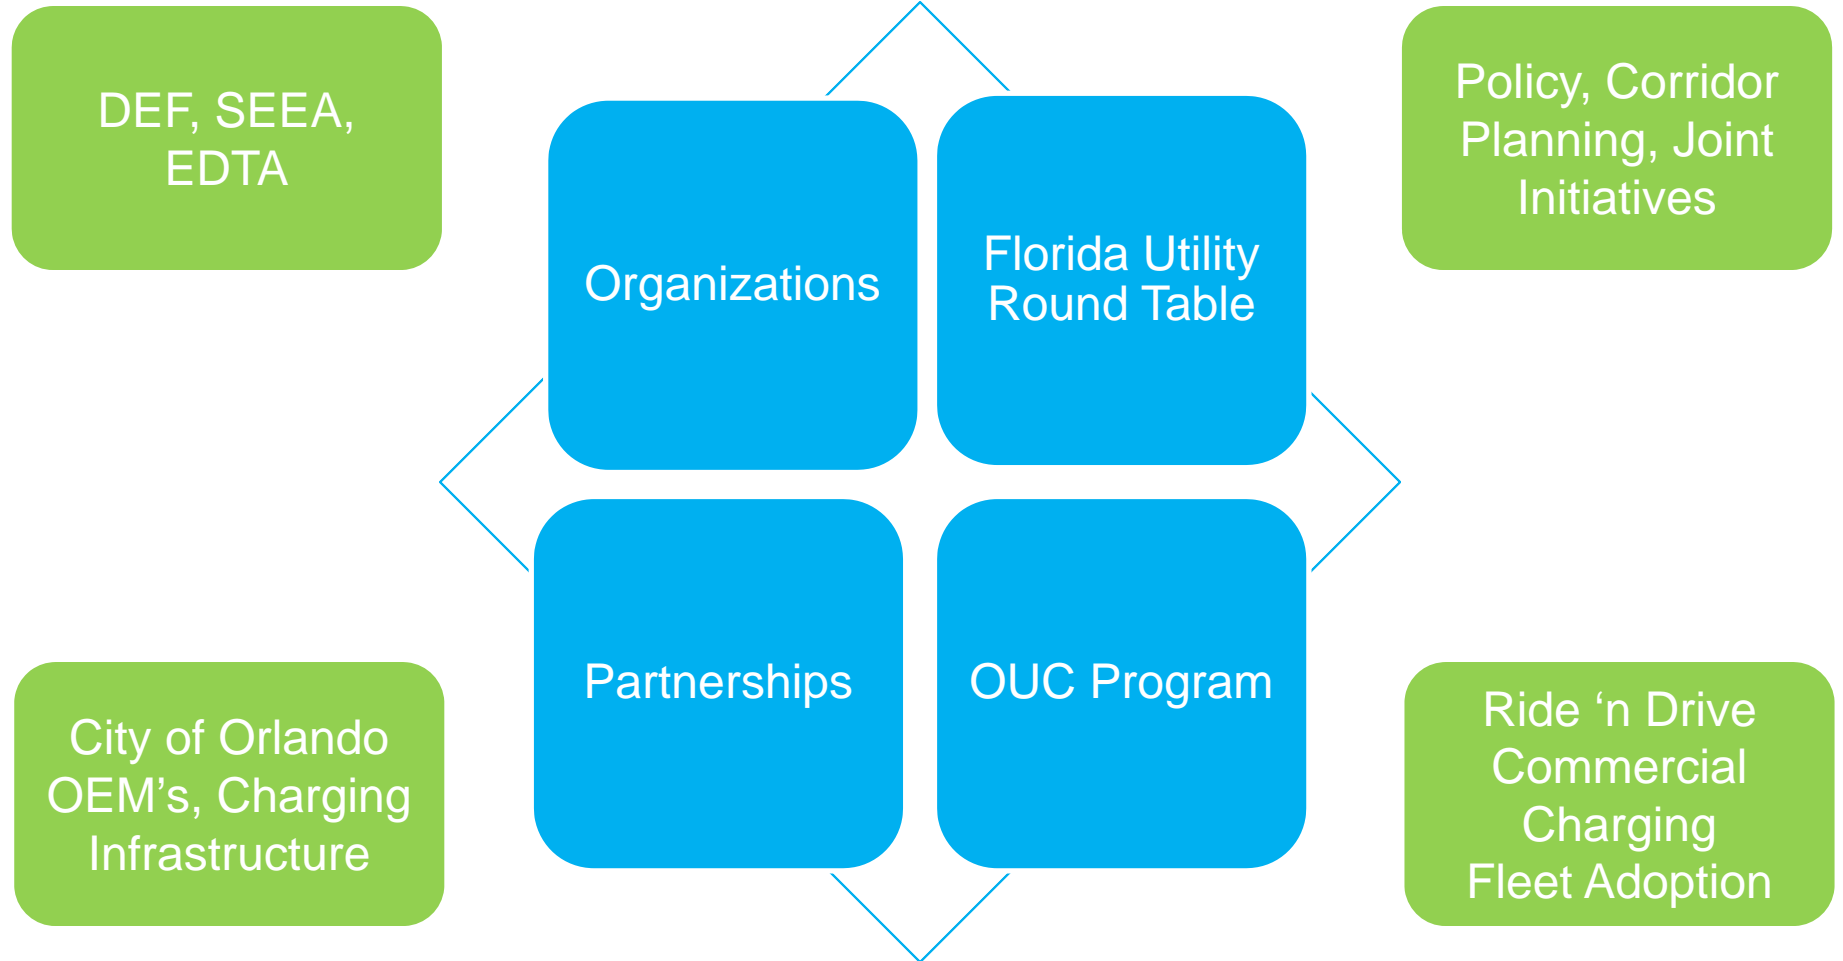 DEF, SEEA,
EDTA
Policy, Corridor
Planning, Joint
Initiatives
Organizations
Florida Utility
Round Table
Partnerships
OUC Program
City of Orlando
OEM’s, Charging
Infrastructure
Ride ‘n Drive
Commercial
Charging
Fleet Adoption